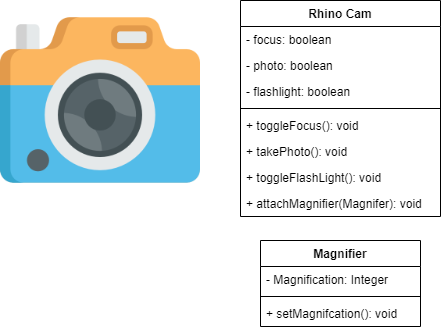 Rhino Cam
- focus: boolean
- photo: boolean
- flashlight: boolean
+ toggleFocus(): void
+ takePhoto(): void
+ toggleFlashLight(): void
+ attachMagnifier(Magnifer): void
Magnifier
- Magnification: Integer
+ setMagnifcation(): void